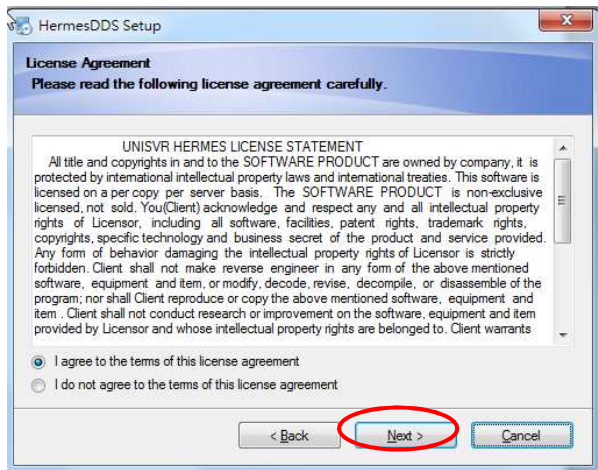 HermesDDS Setup
License Agreement
Please read the following license agreement carefully.
UNISVR HERMES LICENSE STATEMENT
All title and copyrights in and to the SOFTWARE PRODUCT are owned by company, it is
protected by international intellectual property laws and international treaties. This software is
licensed on a per copy per server basis. The SOFTWARE PRODUCT is non-exclusive
licensed, not sold. You(Client) acknowledge and respect any and all intellectual property
rights of Licensor, including all software, facilities, patent rights, trademark rights,
copyrights, specific technology and business secret of the product and service provided.
Any form of behavior damaging the intellectual property rights of Licensor is strictly
forbidden. Client shall not make reverse engineer in any form of the above mentioned
software, equipment and item, or modify, decode, revise, decompile, or disassemble of the
program; nor shall Client reproduce or copy the above mentioned software, equipment and
item . Client shall not conduct research or improvement on the software, equipment and item
provided by Licensor and whose intellectual property rights are belonged to. Client warrants
I agree to the terms of this license agreement
I do not agree to the terms of this license agreement
< Back
Next >
Cancel